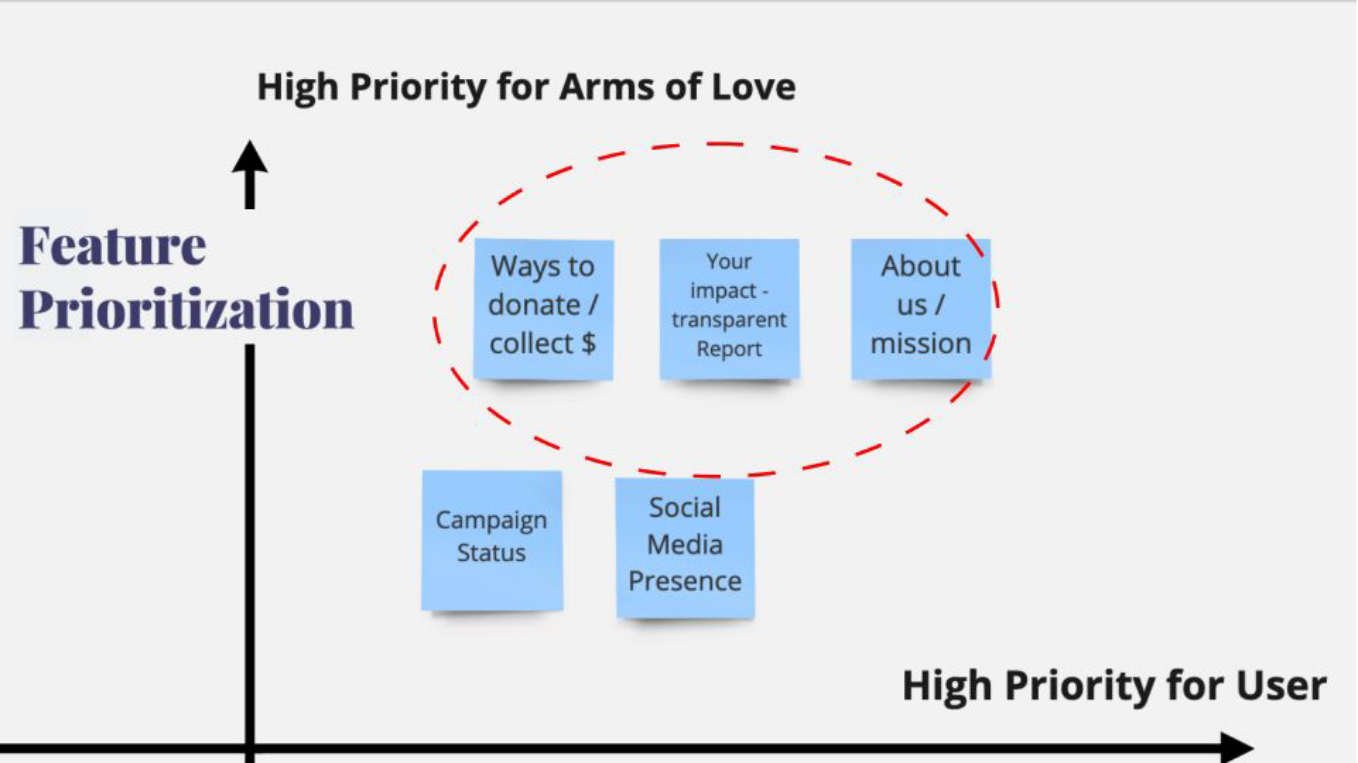 High Priority for Arms of Love
Feature
Prioritization
Ways to
donate /
collect $
Your
impact -
transparent
Report
About
us /
mission
Campaign
Status
Social
Media
Presence
High Priority for User